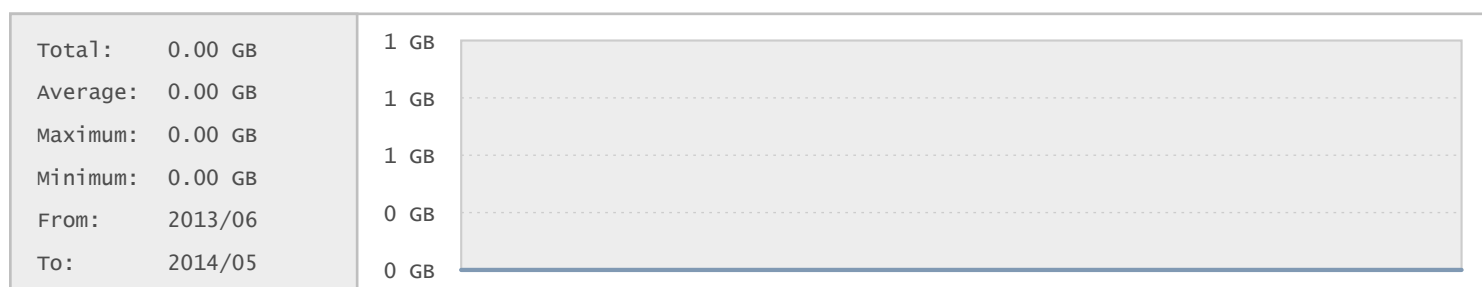 Total: 0.00 GB
Average: 0.00 GB
Maximum: 0.00 GB
Minimum: 0.00 GB
From: 2013/06
To: 2014/05
1 GB
1 GB
1 GB
0 GB
0 GB